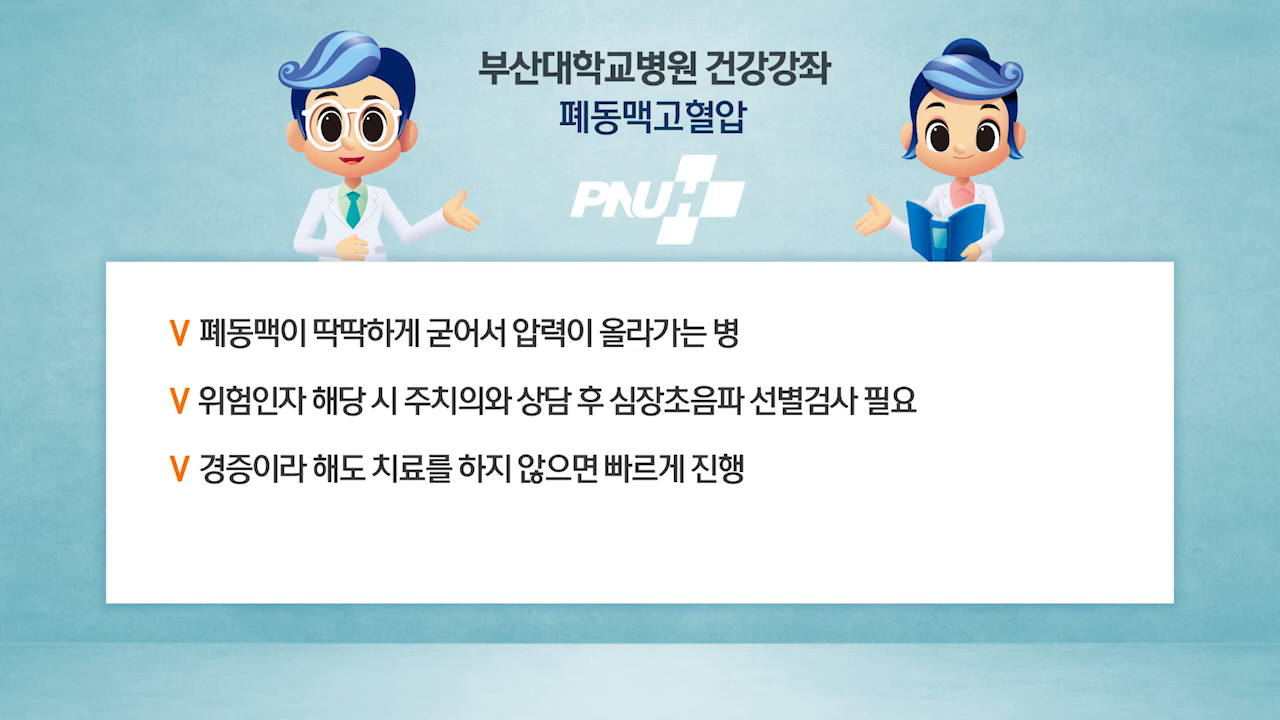 부산대학교병원 건강강좌
폐동맥고혈압
PNUH
V 폐동맥이 딱딱하게 굳어서 압력이 올라가는 병
V 위험인자 해당 시 주치의와 상담 후 심장초음파 선별검사 필요
V 경증이라 해도 치료를 하지 않으면 빠르게 진행